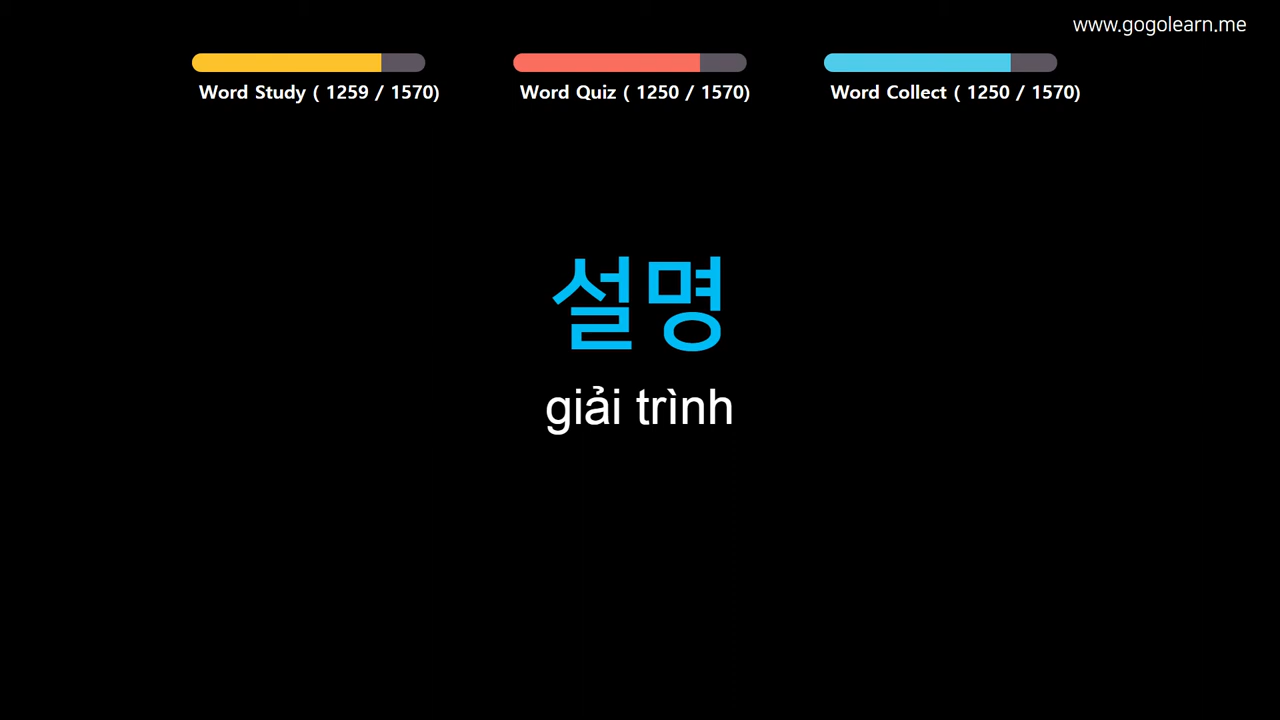 www.gogolearn.me
Word Study ( 1259 / 1570)
Word Quiz ( 1250 / 1570)
Word Collect ( 1250 / 1570)
설명
giải trình